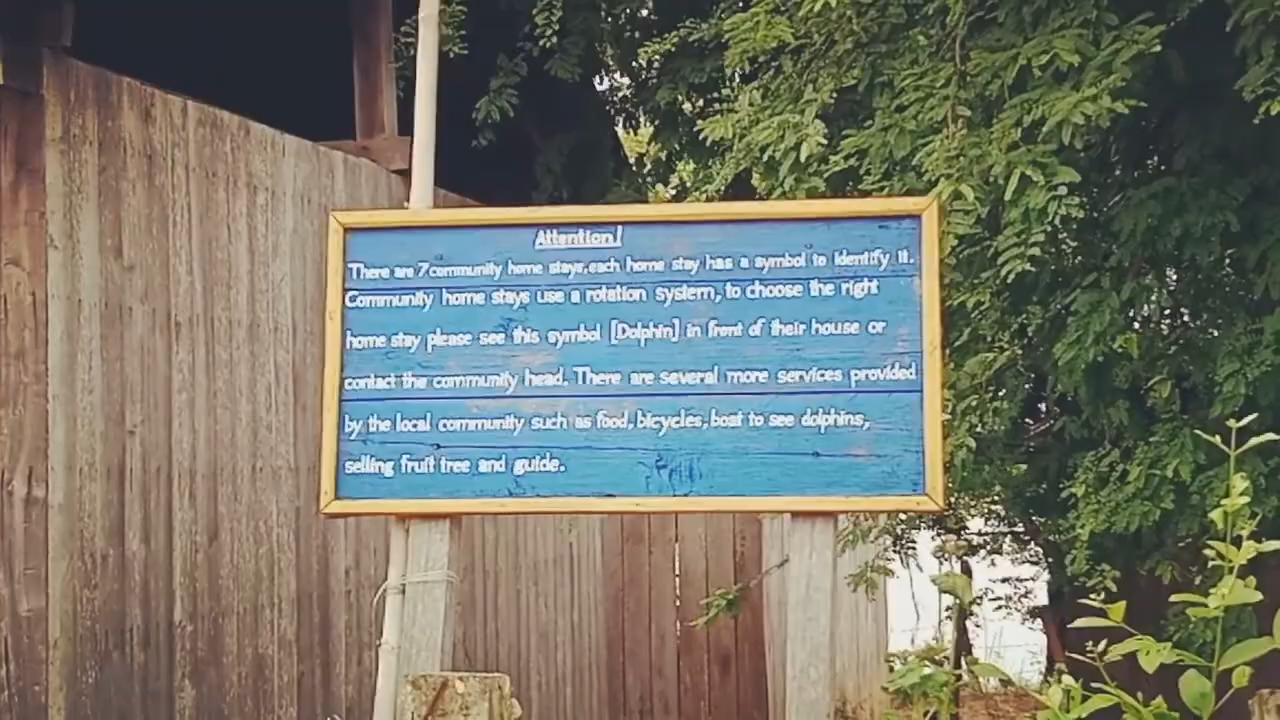 Attention!
There are 7 community home stays, each home stay has a symbol to identify it.
Community home stays use a rotation system, to choose the right
home stay please see this symbol [Dolphin] in front of their house or
contact the community head. There are several more services provided
by the local community such as food, bicycles, boat to see dolphins,
selling fruit tree and guide.